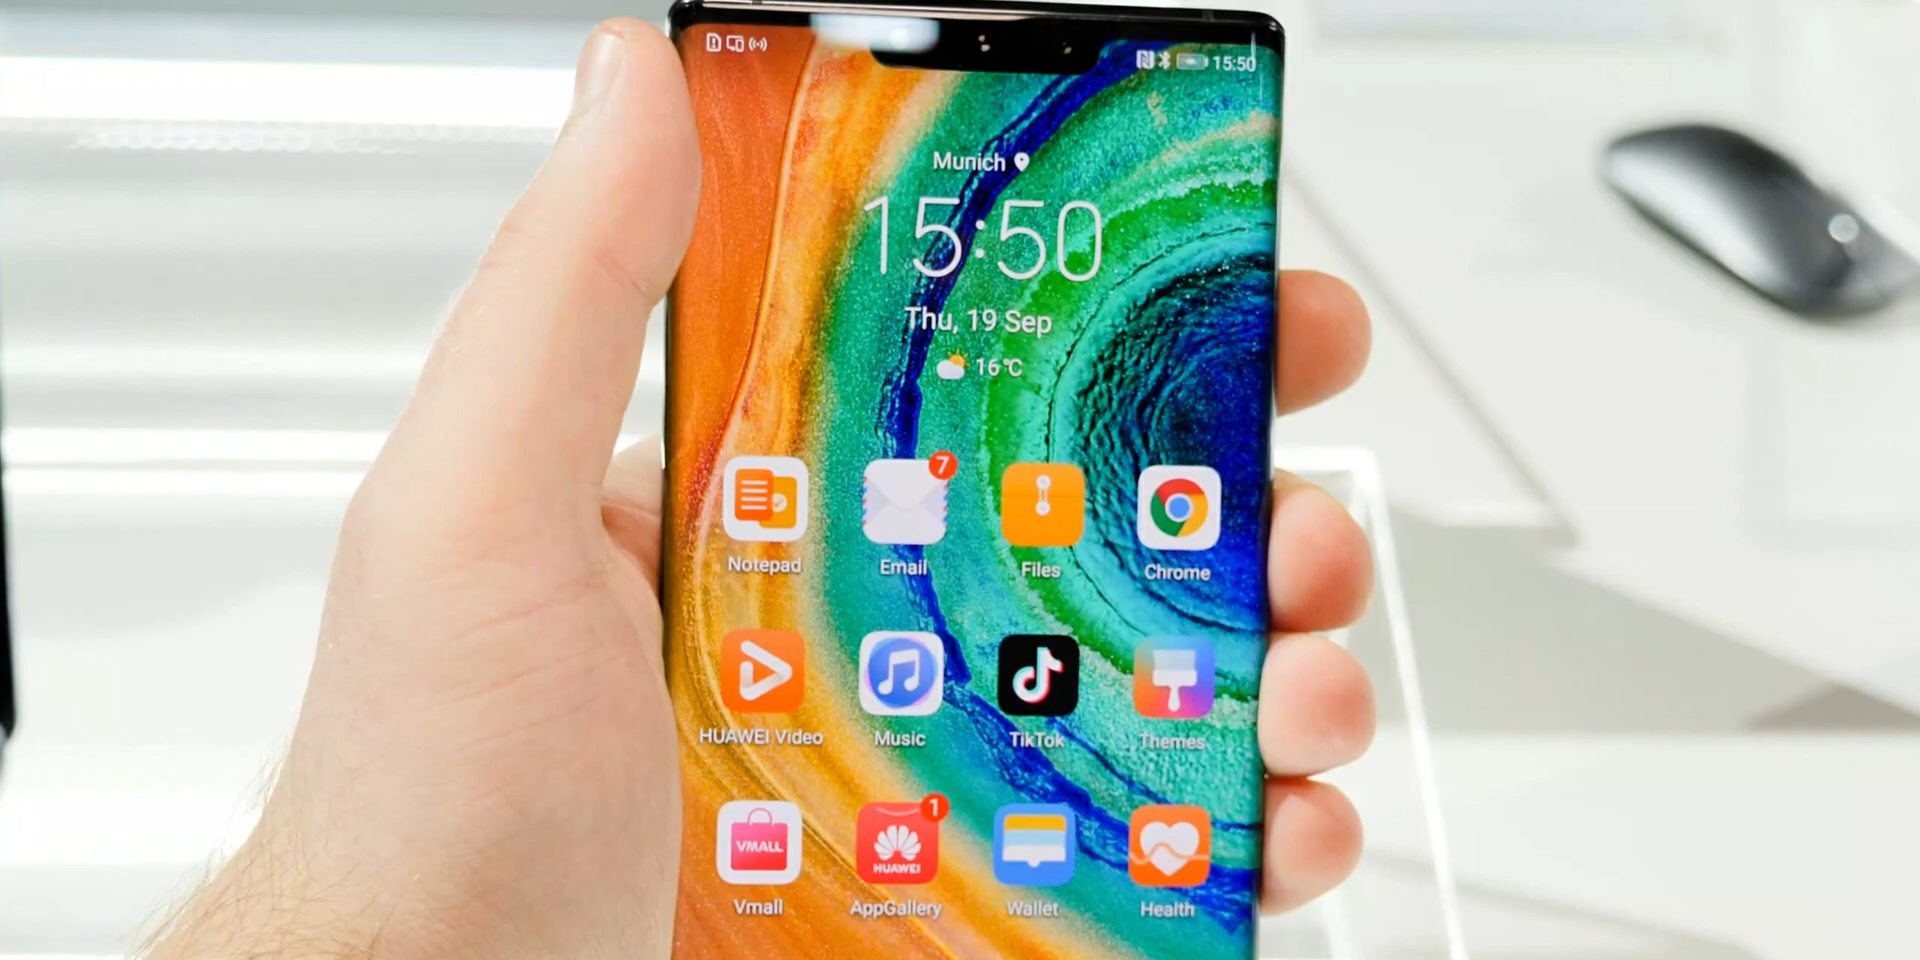 15:50
Munich
15:50
Thu, 19 Sep
16°C
7
Notepad
Email
Files
Chrome
HUAWEI Video
Music
TikTok
Themes
VMALL
1
HUAWEI
Vmall
AppGallery
Wallet
Health